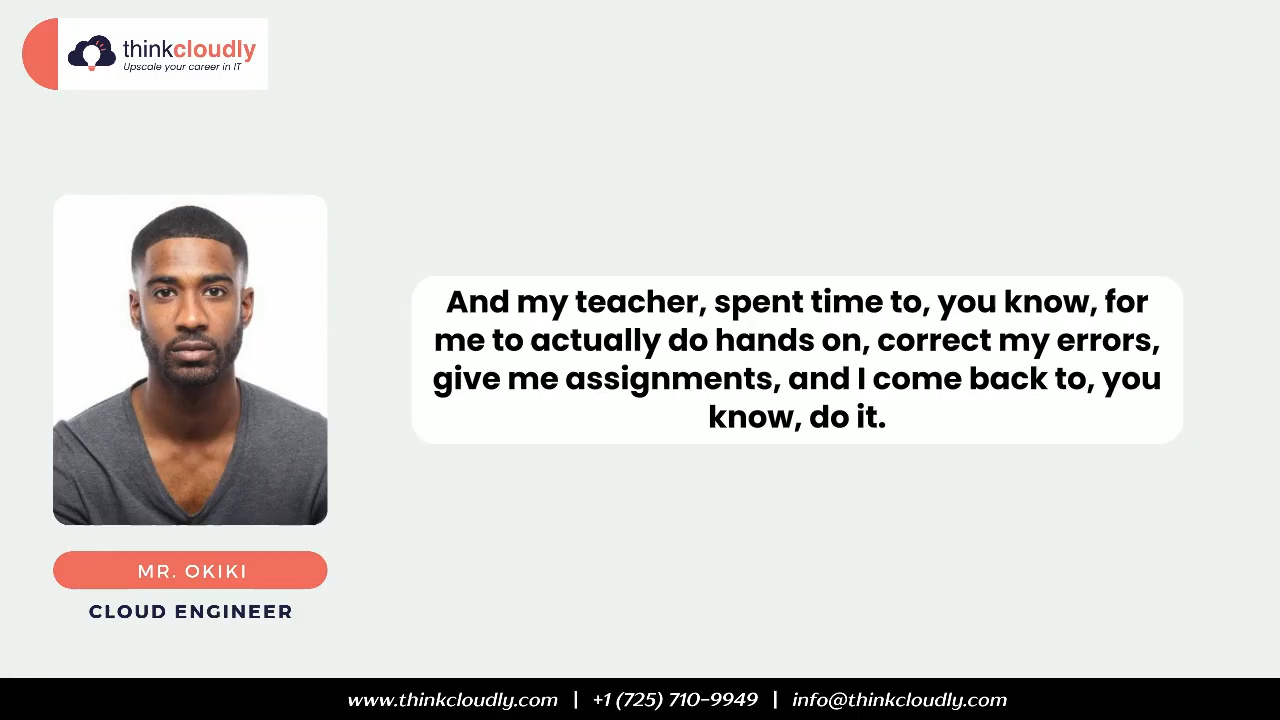 thinkcloudly
Upscale your career in IT
And my teacher, spent time to, you know, for
me to actually do hands on, correct my errors,
give me assignments, and I come back to, you
know, do it.
MR. OKIKI
CLOUD ENGINEER
www.thinkcloudly.com | +1 (725) 710-9949 | info@thinkcloudly.com